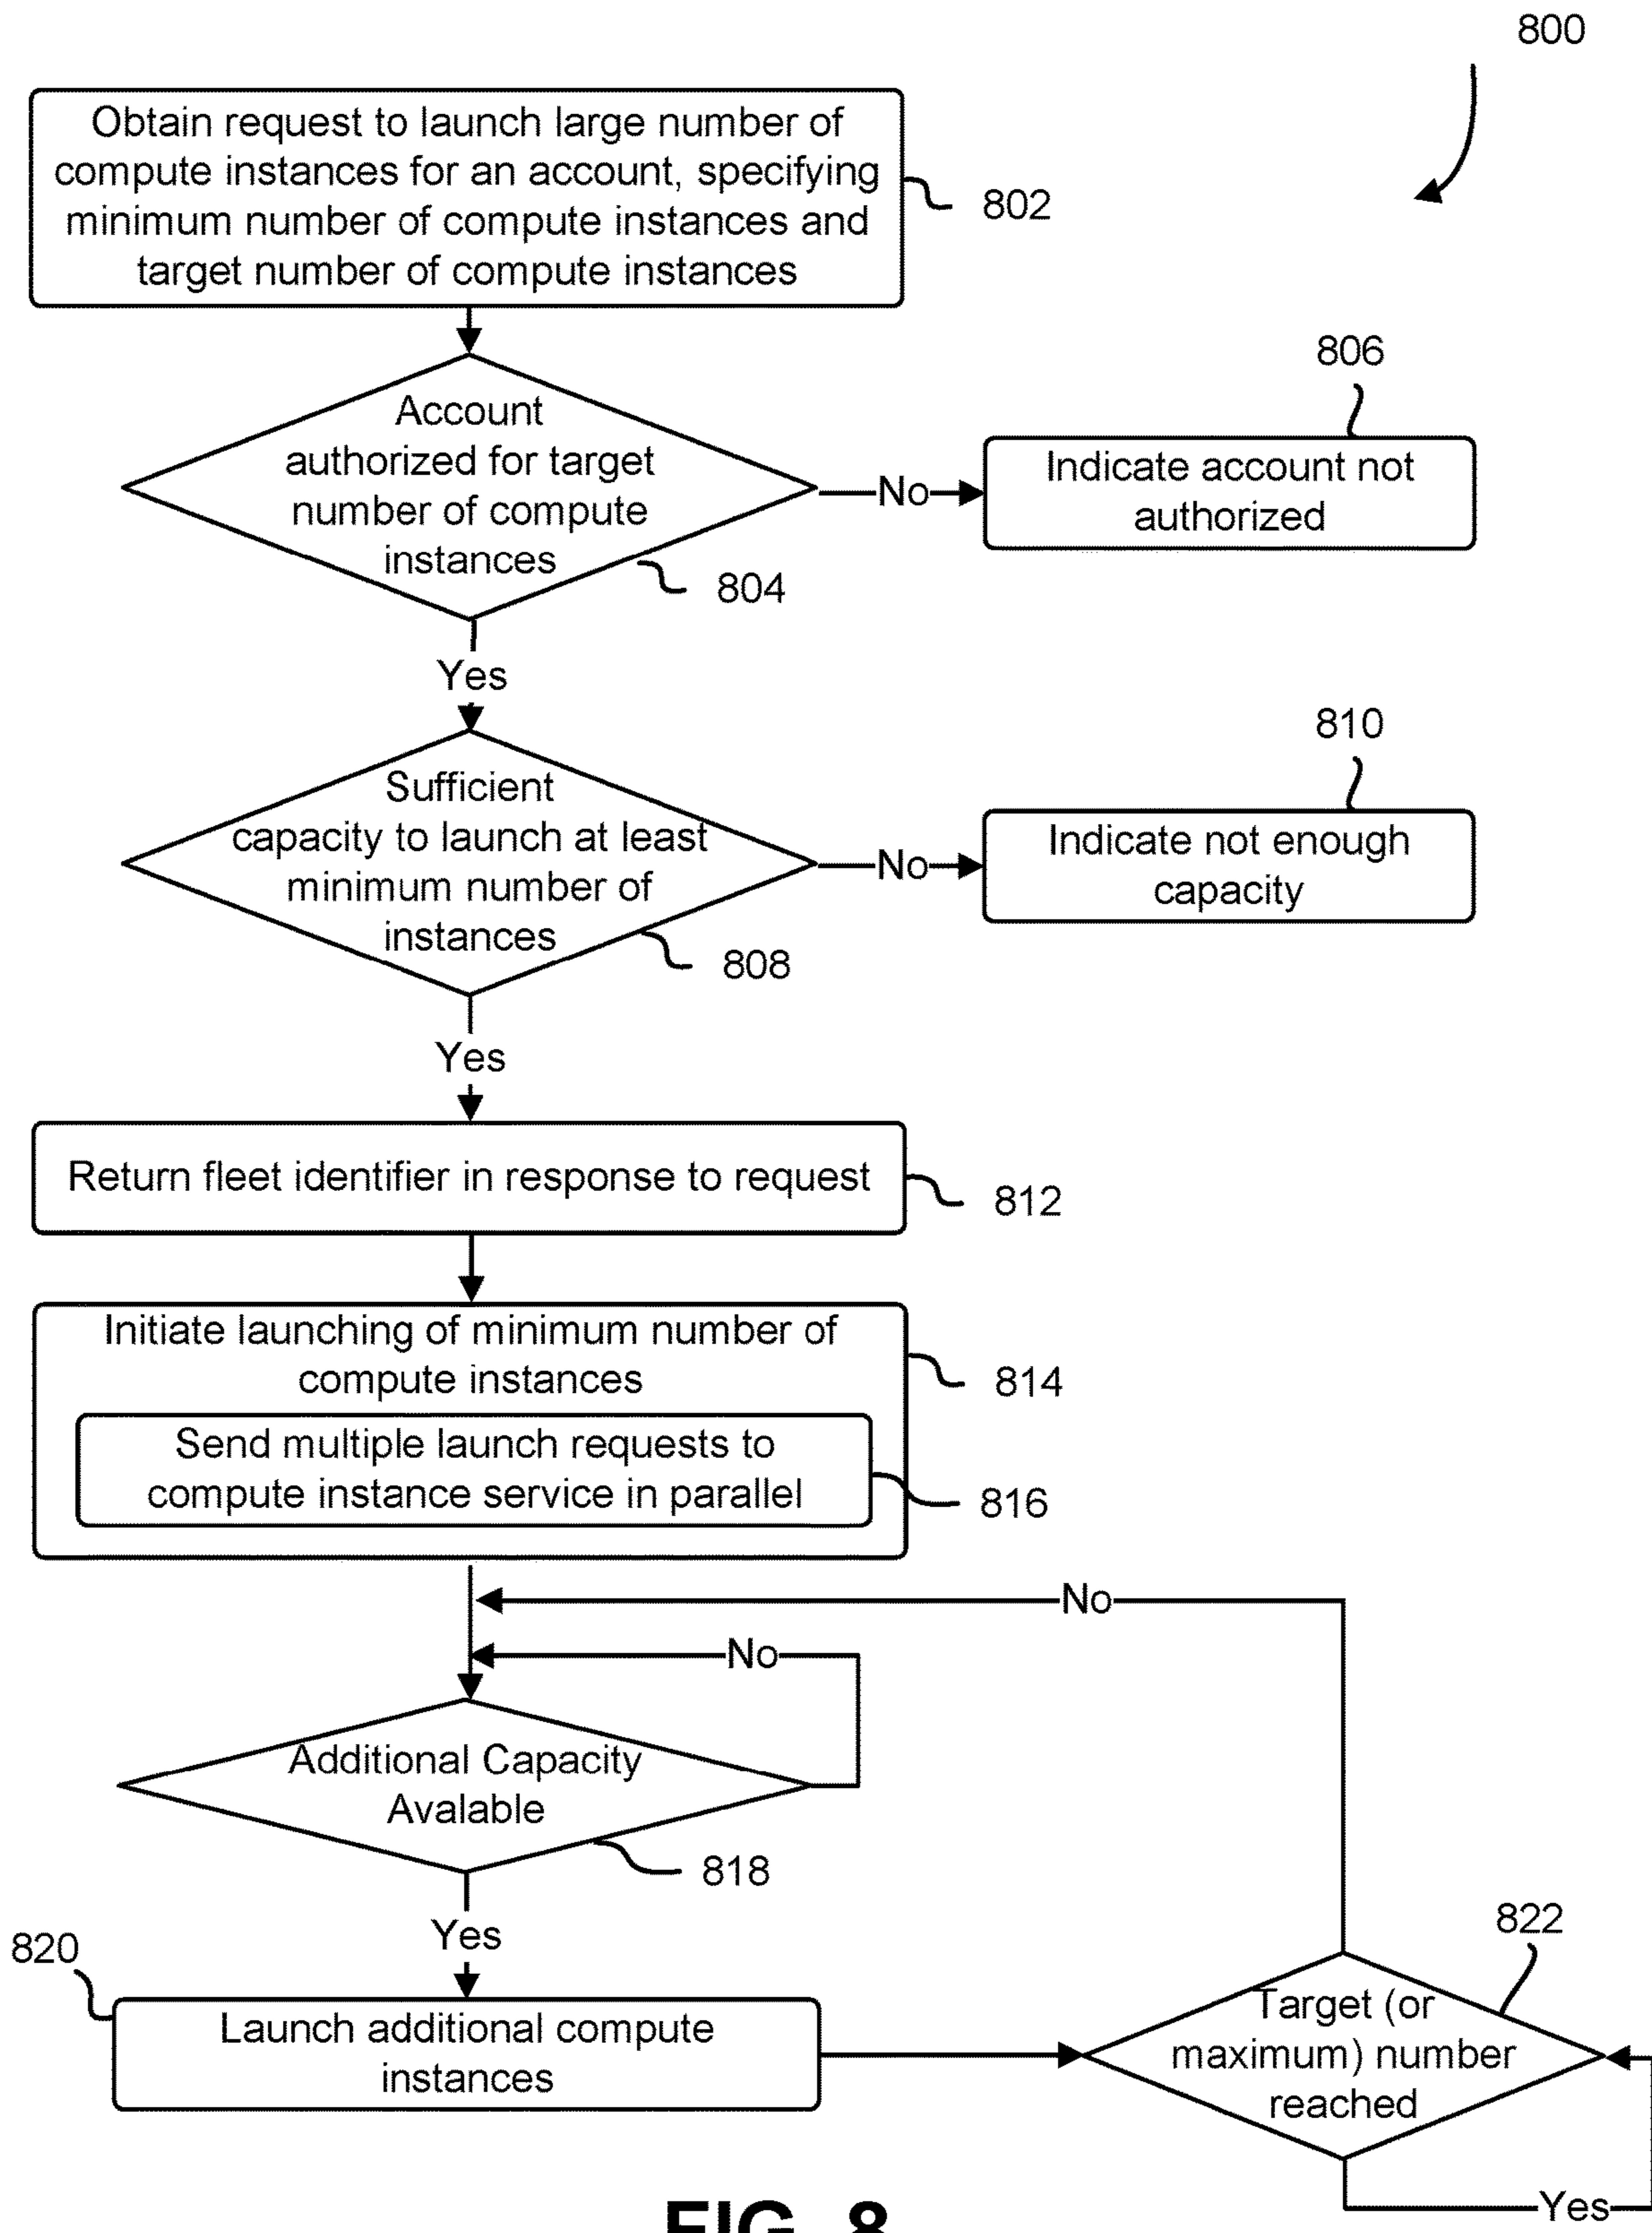 800
Obtain request to launch large number of
compute instances for an account, specifying
minimum number of compute instances and
target number of compute instances
802
806
Account
authorized for target
number of compute
instances
804
No
Indicate account not
authorized
Yes
810
Sufficient
capacity to launch at least
minimum number of
instances
808
No
Indicate not enough
capacity
Yes
Return fleet identifier in response to request
812
Initiate launching of minimum number of
compute instances
814
Send multiple launch requests to
compute instance service in parallel
816
No
No
Additional Capacity
Avalable
818
Yes
820
Launch additional compute
instances
822
Target (or
maximum) number
reached
Yes
FIG. 8